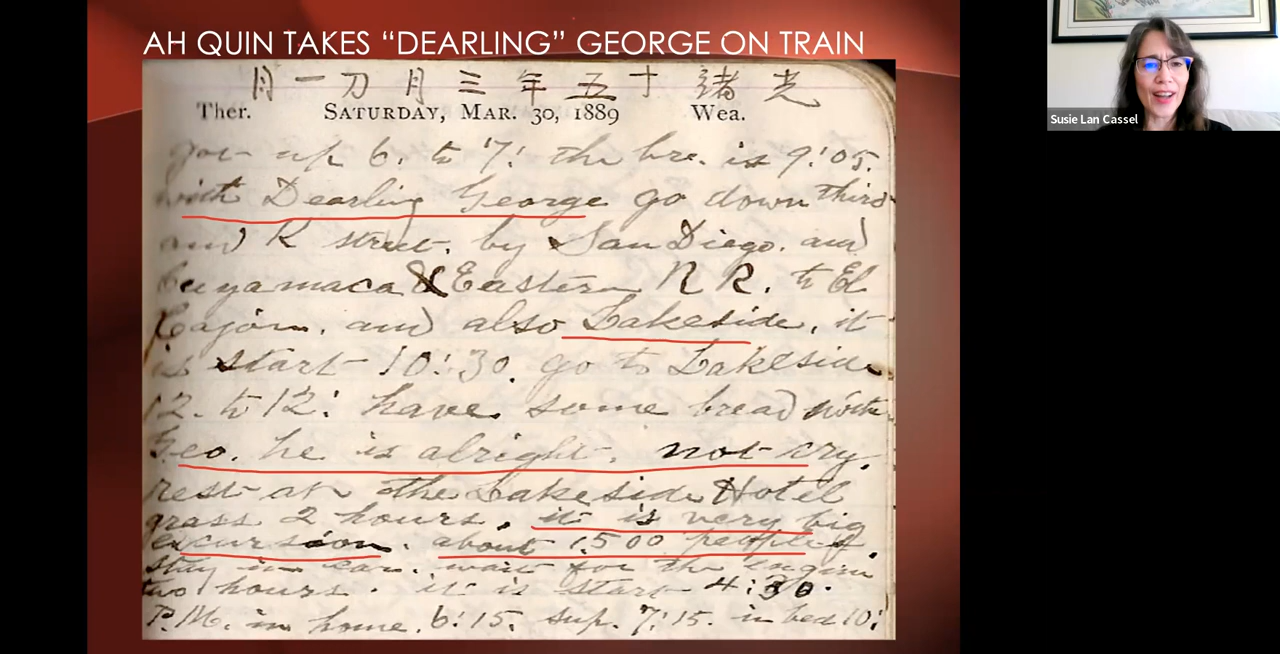 AH QUIN TAKES “DEARLING” GEORGE ON TRAIN
月一刀月三年五十緒光
Ther. SATURDAY, MAR. 30, 1889 Wea.
got up 6. to 7: the bre. is 9:05.
with Dearling George go down third
and K street. by San Diego. and
Cuyamaca & Eastern R R. to El
Cajon. and also Lakeside. it
is start 10:30. go to Lakeside
12. to 12: have some bread with
Geo. he is alright. not cry.
rest at the Lakeside Hotel
grass 2 hours. it is very big
excursion. about 1500 people.
stay in car. wait for the engine
two hours. it is start 4:30.
P.M. in home. 6:15. sup. 7:15. in bed 10:
Susie Lan Cassel